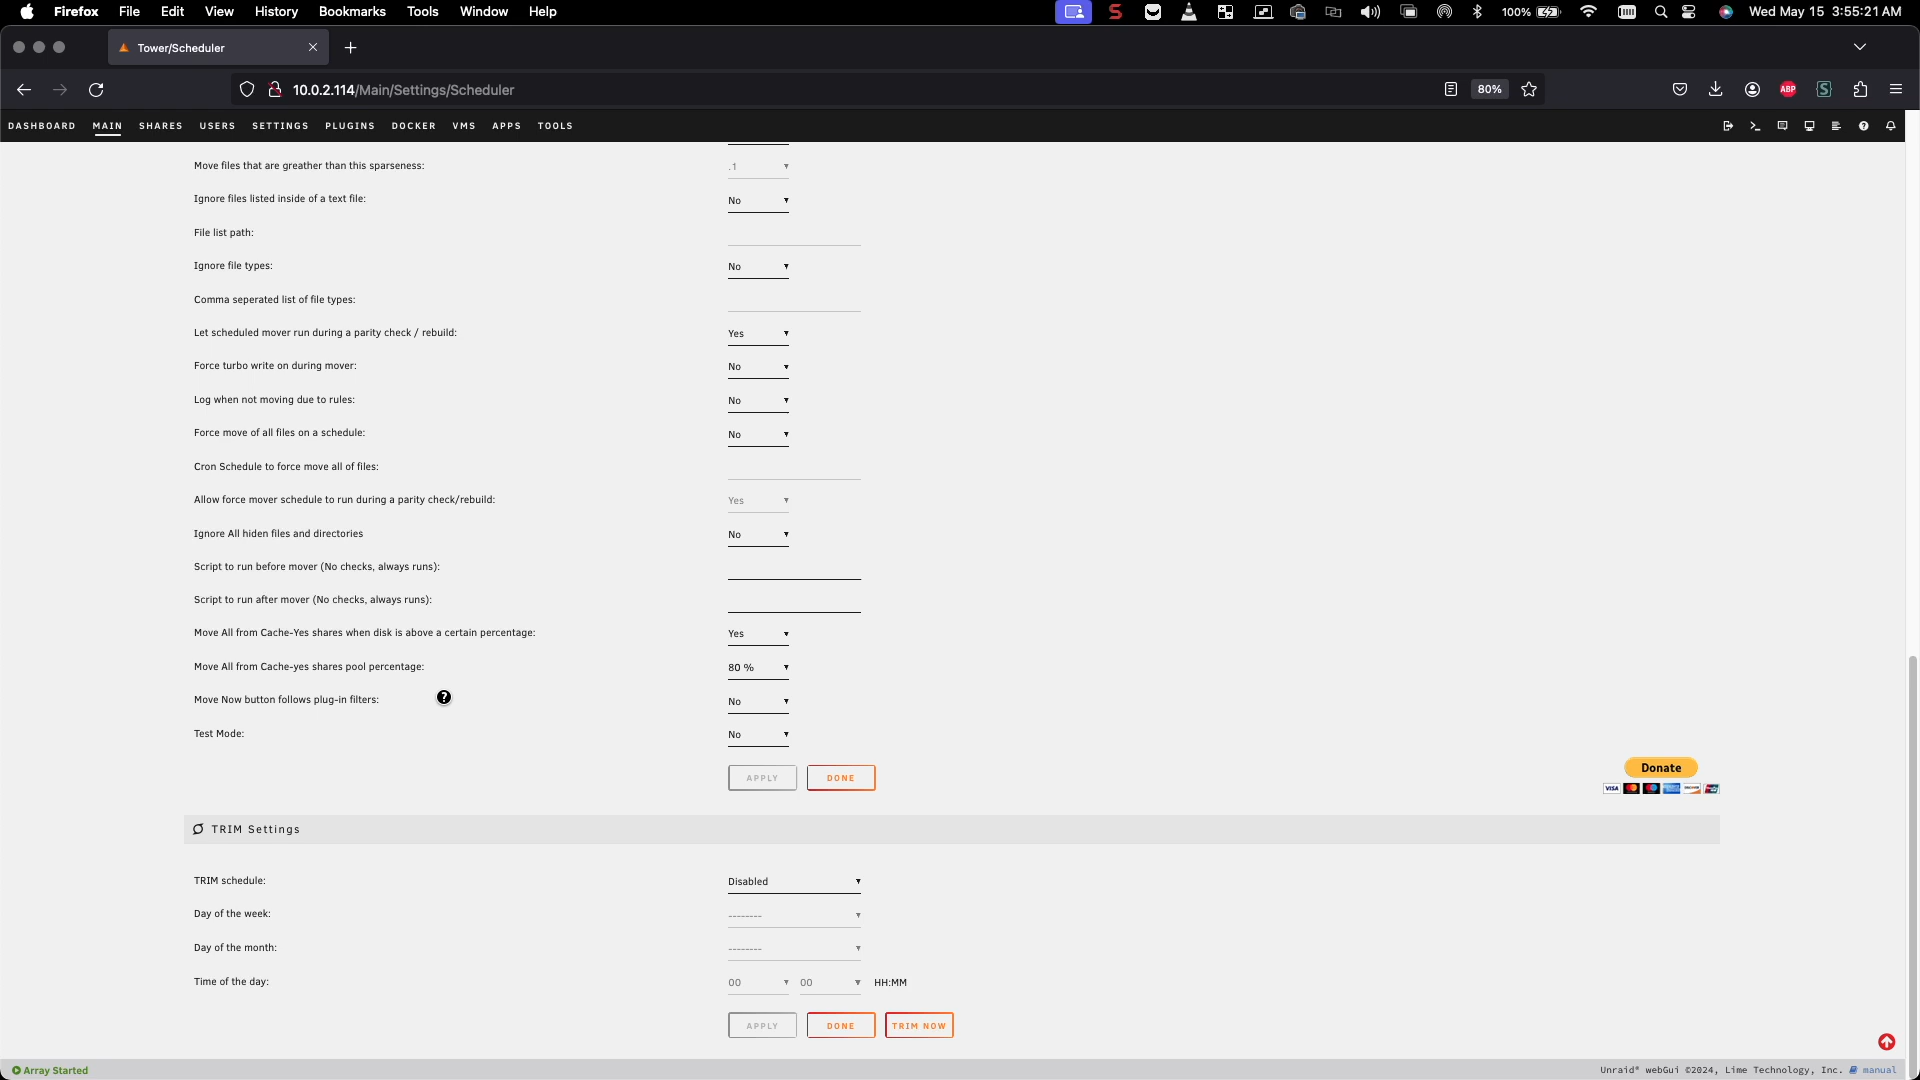 Firefox File Edit View History Bookmarks Tools Window Help 100% Wed May 15 3:55:21 AM
Tower/Scheduler
10.0.2.114/Main/Settings/Scheduler 80% ABP
DASHBOARD MAIN SHARES USERS SETTINGS PLUGINS DOCKER VMS APPS TOOLS
Move files that are greather than this sparseness: .1
Ignore files listed inside of a text file: No
File list path:
Ignore file types: No
Comma seperated list of file types:
Let scheduled mover run during a parity check / rebuild: Yes
Force turbo write on during mover: No
Log when not moving due to rules: No
Force move of all files on a schedule: No
Cron Schedule to force move all of files:
Allow force mover schedule to run during a parity check/rebuild: Yes
Ignore All hiden files and directories No
Script to run before mover (No checks, always runs):
Script to run after mover (No checks, always runs):
Move All from Cache-Yes shares when disk is above a certain percentage: Yes
Move All from Cache-yes shares pool percentage: 80 %
Move Now button follows plug-in filters: No
Test Mode: No
APPLY DONE
Donate
VISA
TRIM Settings
TRIM schedule: Disabled
Day of the week: --------
Day of the month: --------
Time of the day: 00 00 HH:MM
APPLY DONE TRIM NOW
Array Started Unraid® webGui ©2024, Lime Technology, Inc. manual